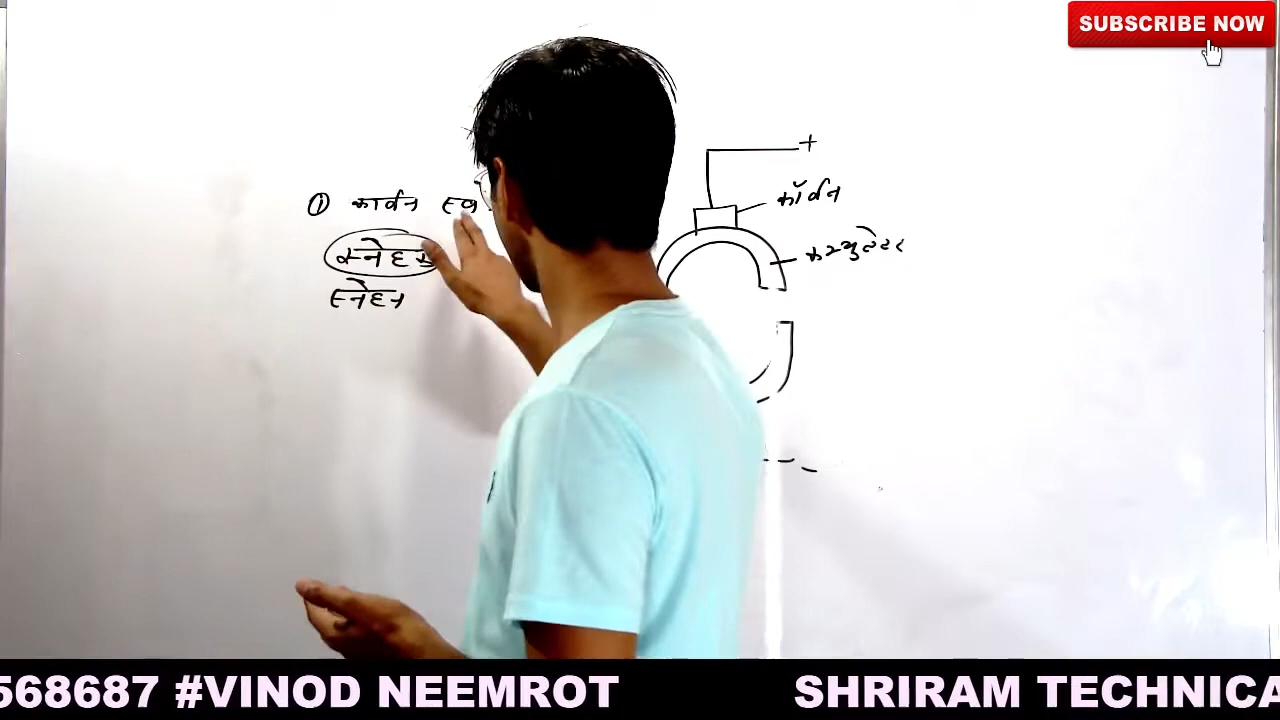 SUBSCRIBE NOW
+
① कार्बन स्व
कॉर्बन
स्नेहक
कम्युटेटर
स्नेहन
568687 #VINOD NEEMROT SHRIRAM TECHNICA